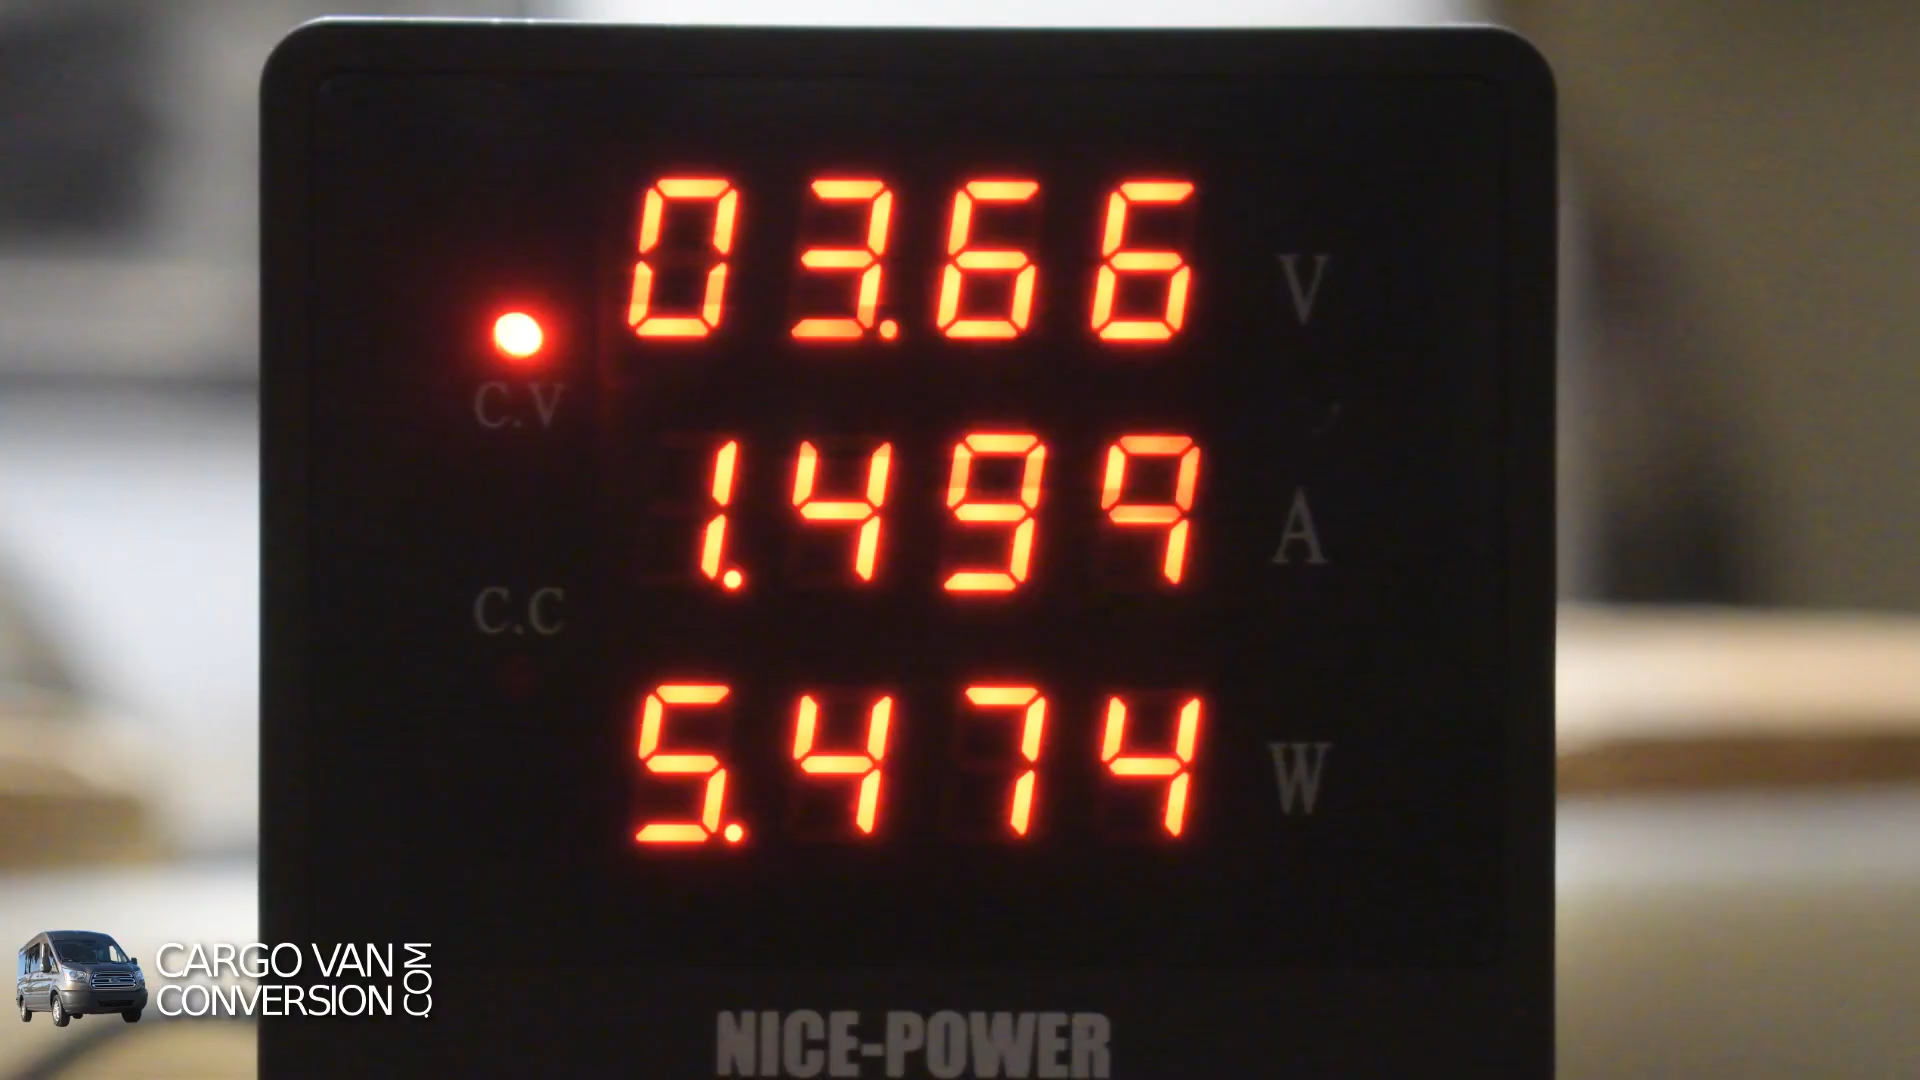 03.66 V
C.V
1.499 A
C.C
5.474 W
NICE-POWER
CARGO VAN
CONVERSION
.COM